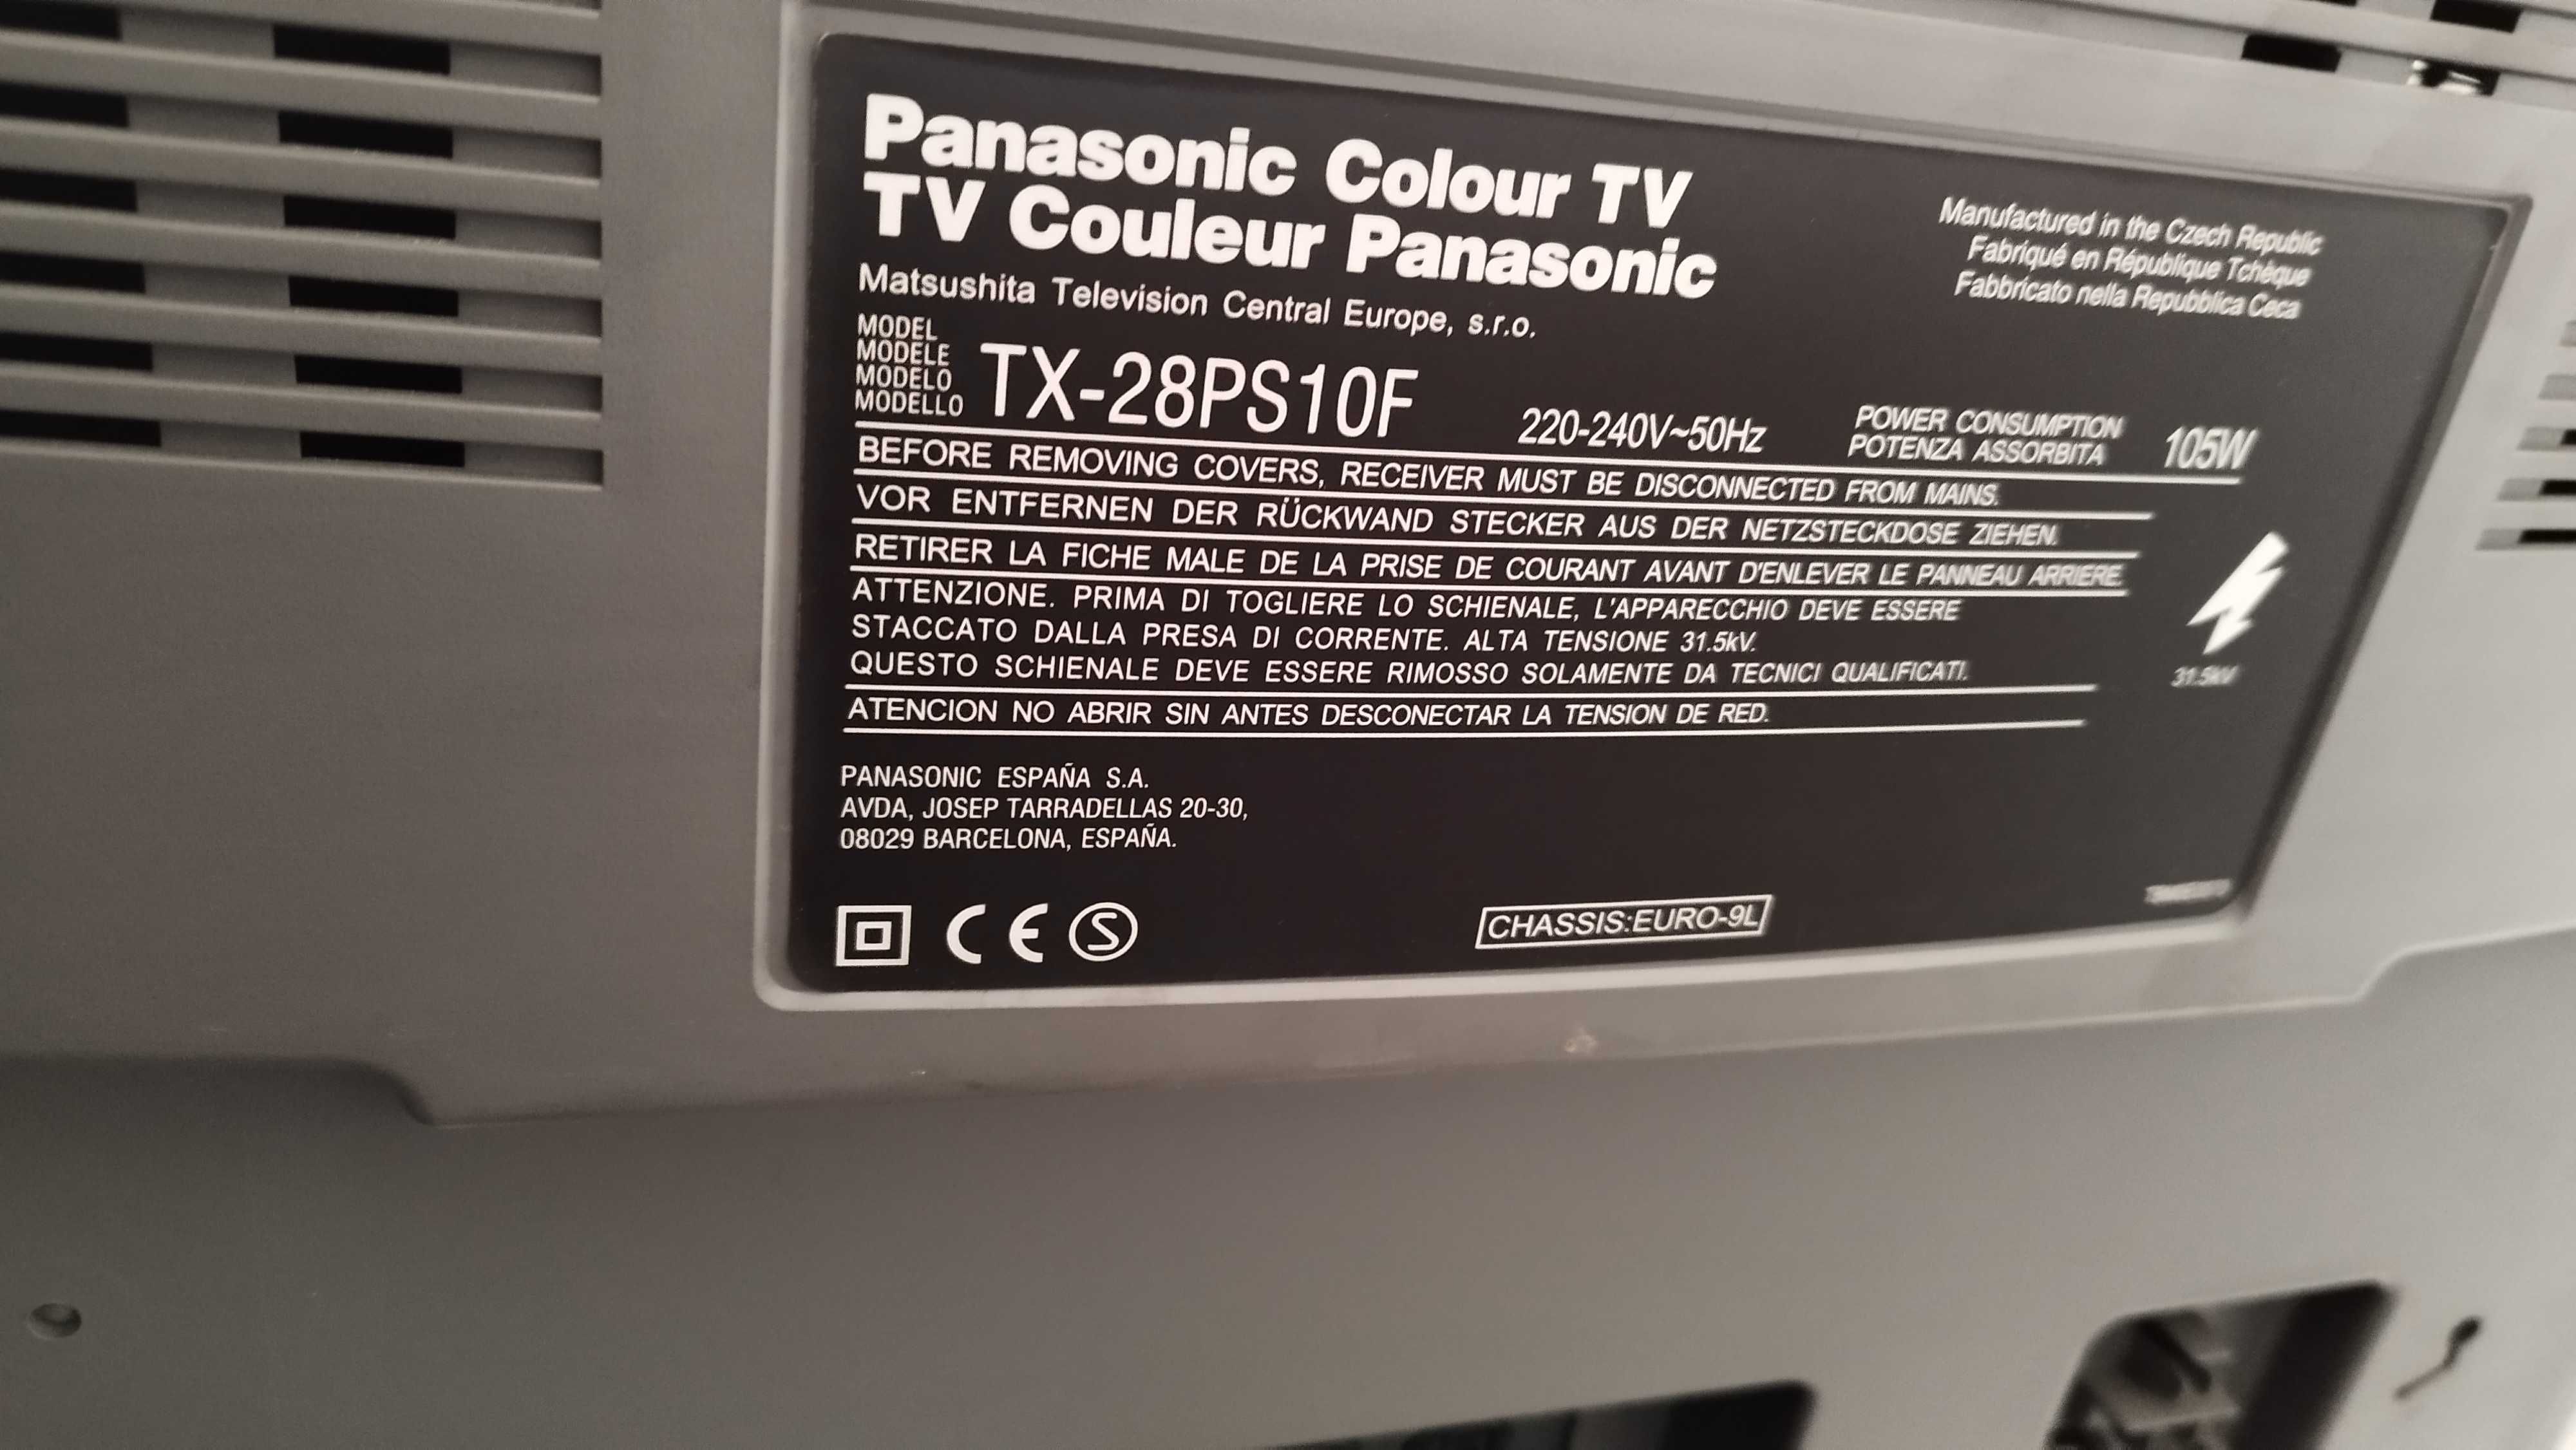 Panasonic Colour TV
TV Couleur Panasonic
Matsushita Television Central Europe, s.r.o.
Manufactured in the Czech Republic
Fabriqué en République Tchèque
Fabbricato nella Repubblica Ceca
MODEL
MODÈLE
MODELO
MODELLO
TX-28PS10F
220-240V~50Hz
POWER CONSUMPTION
POTENZA ASSORBITA
105W
BEFORE REMOVING COVERS, RECEIVER MUST BE DISCONNECTED FROM MAINS.
VOR ENTFERNEN DER RÜCKWAND STECKER AUS DER NETZSTECKDOSE ZIEHEN.
RETIRER LA FICHE MALE DE LA PRISE DE COURANT AVANT D'ENLEVER LE PANNEAU ARRIERE.
ATTENZIONE. PRIMA DI TOGLIERE LO SCHIENALE, L'APPARECCHIO DEVE ESSERE
STACCATO DALLA PRESA DI CORRENTE. ALTA TENSIONE 31.5kV.
QUESTO SCHIENALE DEVE ESSERE RIMOSSO SOLAMENTE DA TECNICI QUALIFICATI.
31.5kV
ATENCION NO ABRIR SIN ANTES DESCONECTAR LA TENSION DE RED.
PANASONIC ESPAÑA S.A.
AVDA, JOSEP TARRADELLAS 20-30,
08029 BARCELONA, ESPAÑA.
CE S
CHASSIS:EURO-9L